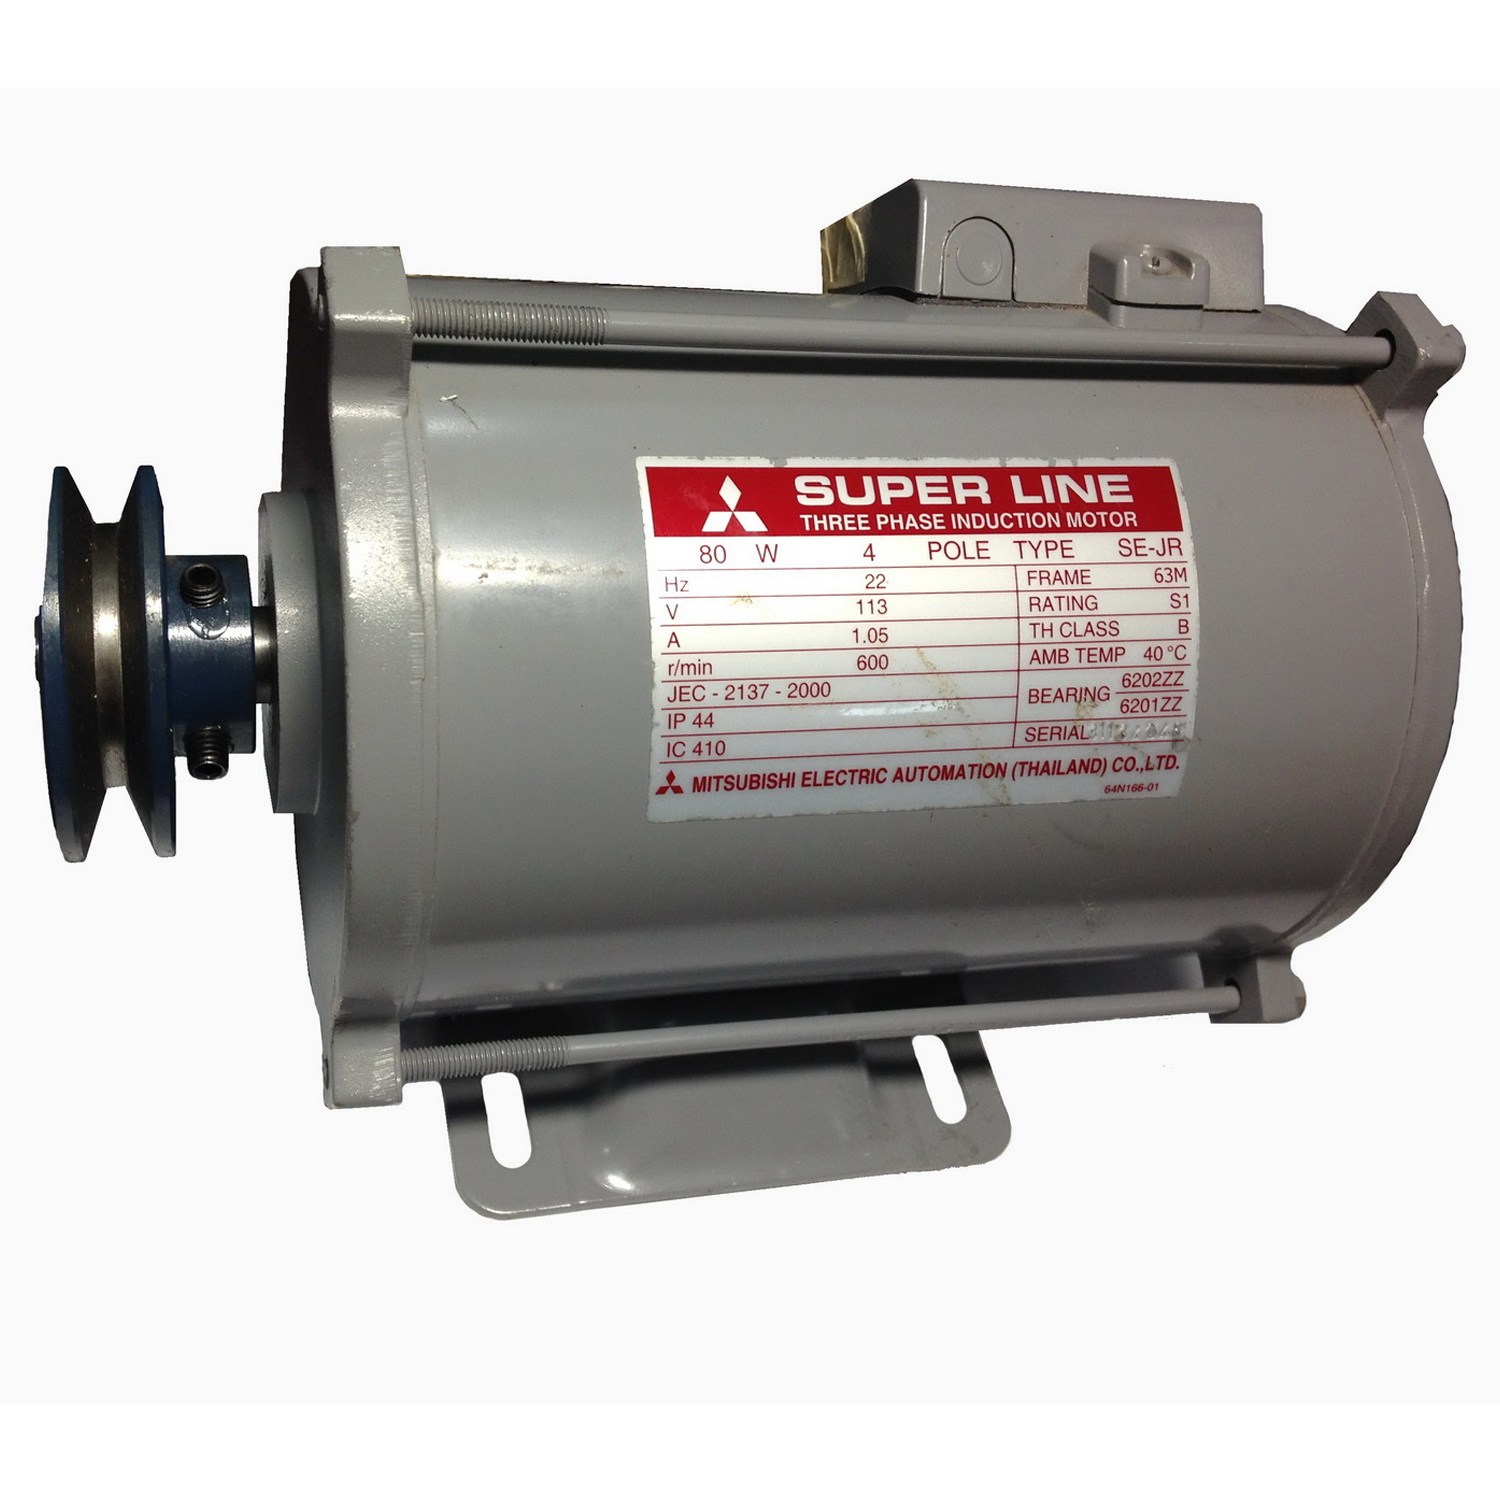 SUPER LINE
THREE PHASE INDUCTION MOTOR
80 W 4 POLE TYPE SE-JR
Hz 22 FRAME 63M
V 113 RATING S1
A 1.05 TH CLASS B
r/min 600 AMB TEMP 40 °C
JEC - 2137 - 2000 BEARING 6202ZZ
IP 44 6201ZZ
IC 410 SERIAL
MITSUBISHI ELECTRIC AUTOMATION (THAILAND) CO.,LTD.
64N166-01